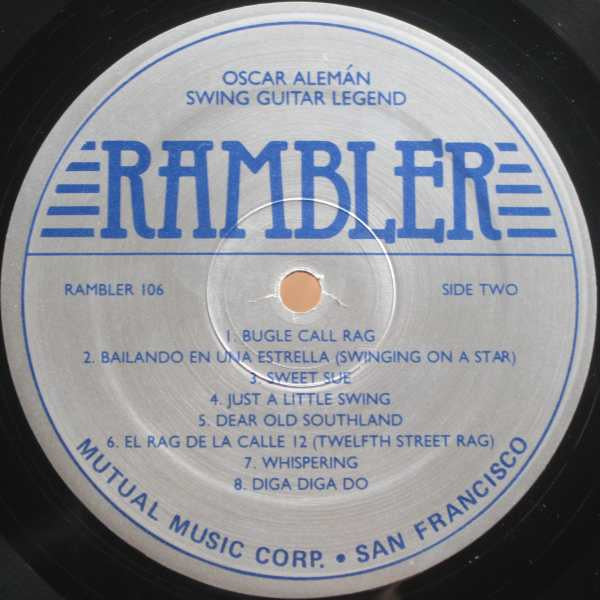 OSCAR ALEMÁN
SWING GUITAR LEGEND
RAMBLER
RAMBLER 106
SIDE TWO
1. BUGLE CALL RAG
2. BAILANDO EN UNA ESTRELLA (SWINGING ON A STAR)
3. SWEET SUE
4. JUST A LITTLE SWING
5. DEAR OLD SOUTHLAND
6. EL RAG DE LA CALLE 12 (TWELFTH STREET RAG)
7. WHISPERING
8. DIGA DIGA DO
MUTUAL MUSIC CORP. • SAN FRANCISCO